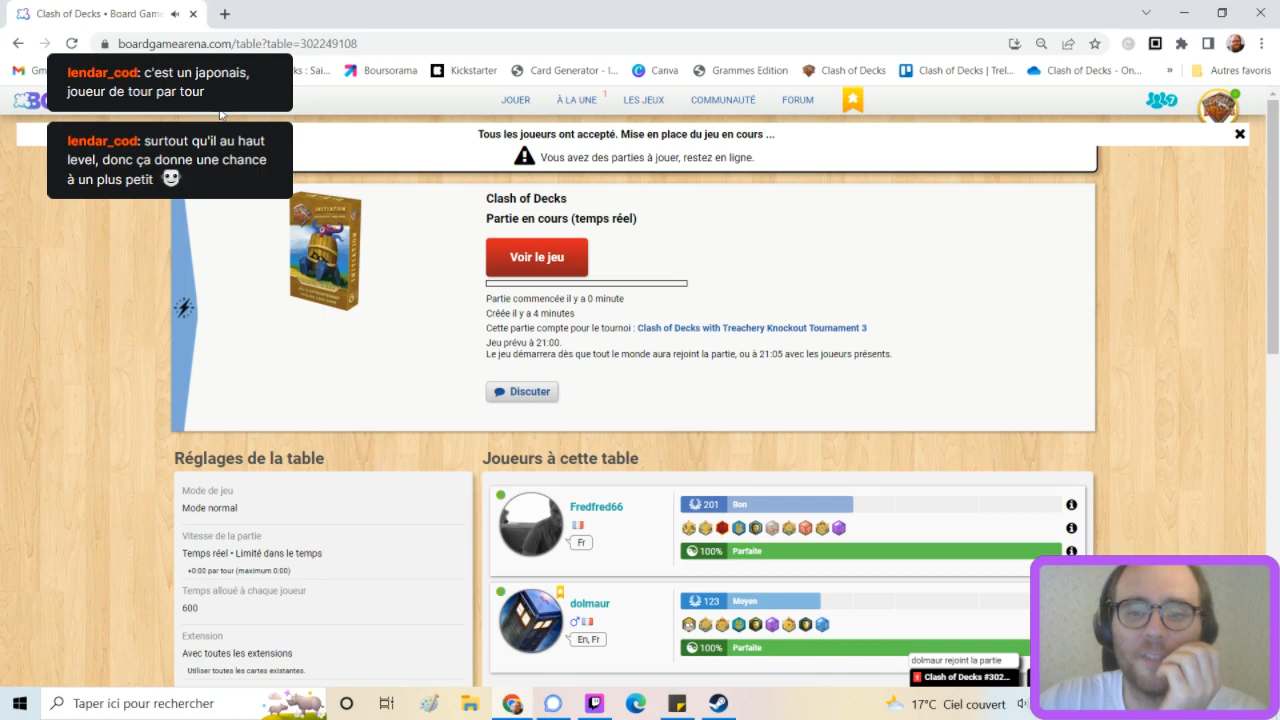 Clash of Decks • Board Game
boardgamearena.com/table?table=302249108
Boursorama
Kickstarter
Card Generator - I...
Canva
Grammes Edition
Clash of Decks
Clash of Decks | Trel...
Clash of Decks - On...
»
Autres favoris
lendar_cod: c'est un japonais,
joueur de tour par tour
lendar_cod: surtout qu'il au haut
level, donc ça donne une chance
à un plus petit
JOUER
À LA UNE
1
LES JEUX
COMMUNAUTÉ
FORUM
7
Tous les joueurs ont accepté. Mise en place du jeu en cours ...
Vous avez des parties à jouer, restez en ligne.
INITIATION
Clash of Decks
Partie en cours (temps réel)
Voir le jeu
Partie commencée il y a 0 minute
Créée il y a 4 minutes
Cette partie compte pour le tournoi : Clash of Decks with Treachery Knockout Tournament 3
Jeu prévu à 21:00.
Le jeu démarrera dès que tout le monde aura rejoint la partie, ou à 21:05 avec les joueurs présents.
Discuter
Réglages de la table
Mode de jeu
Mode normal
Vitesse de la partie
Temps réel • Limité dans le temps
+0:00 par tour (maximum 0:00)
Temps alloué à chaque joueur
600
Extension
Avec toutes les extensions
Utiliser toutes les cartes existantes.
Joueurs à cette table
Fredfred66
Fr
201 Bon
100% Parfaite
dolmaur
En, Fr
123 Moyen
100% Parfaite
dolmaur rejoint la partie
Clash of Decks #302...
Taper ici pour rechercher
17°C Ciel couvert